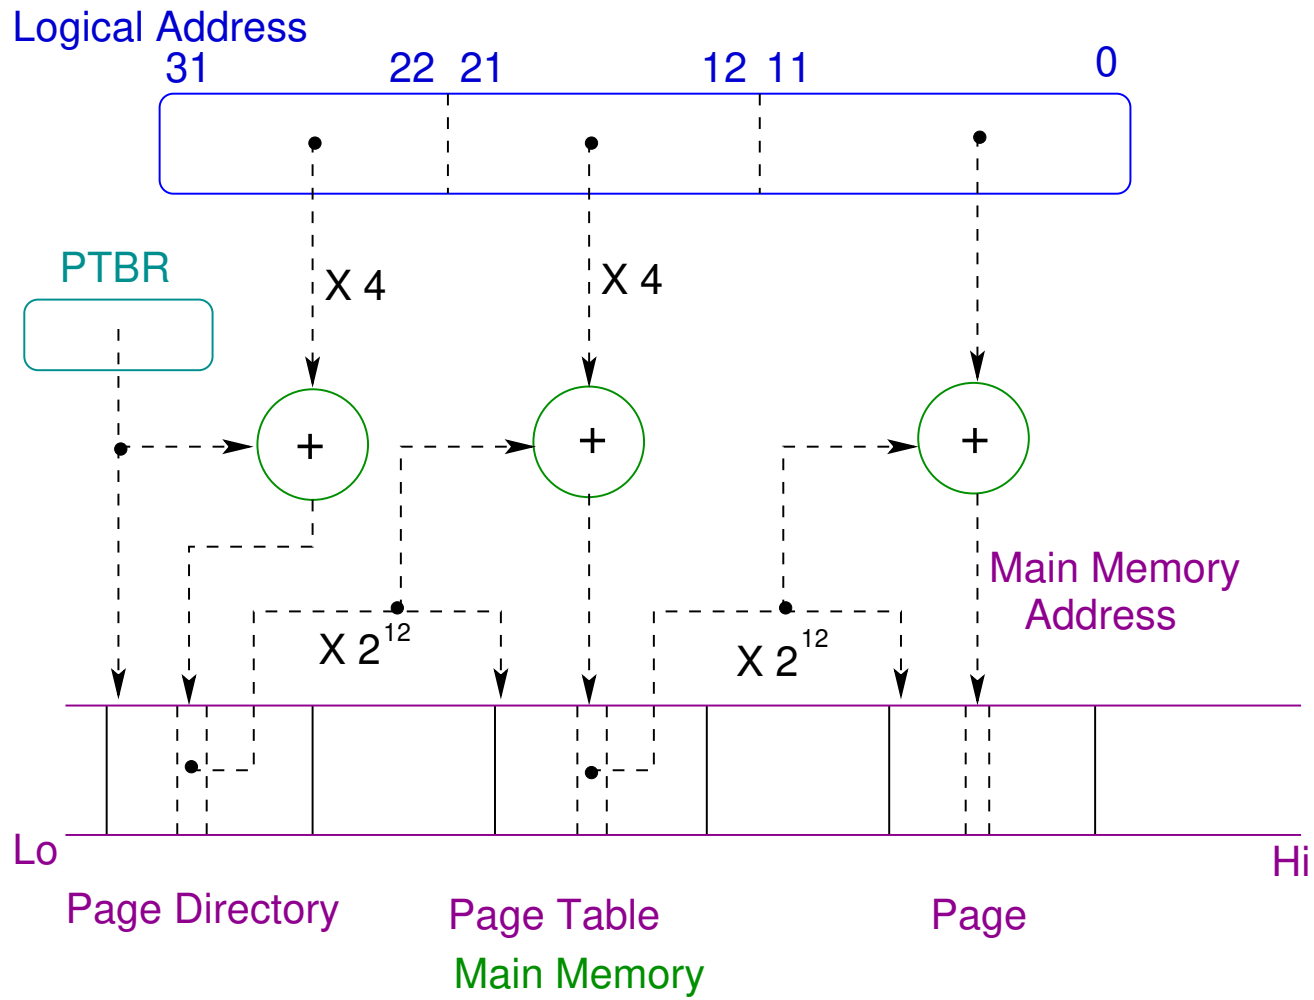 Logical Address
31 22 21 12 11 0
PTBR
X 4
X 4
+
+
+
Main Memory
Address
X 2^12
X 2^12
Lo
Hi
Page Directory
Page Table
Page
Main Memory